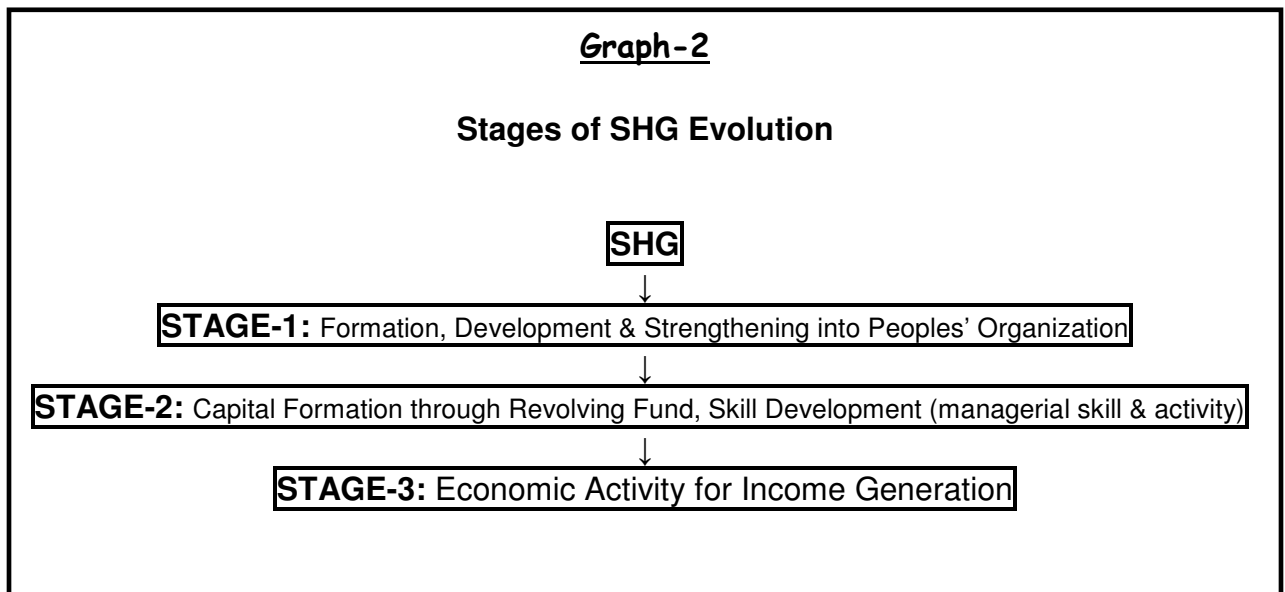 Graph-2
Stages of SHG Evolution
SHG
↓
STAGE-1: Formation, Development & Strengthening into Peoples’ Organization
↓
STAGE-2: Capital Formation through Revolving Fund, Skill Development (managerial skill & activity)
↓
STAGE-3: Economic Activity for Income Generation